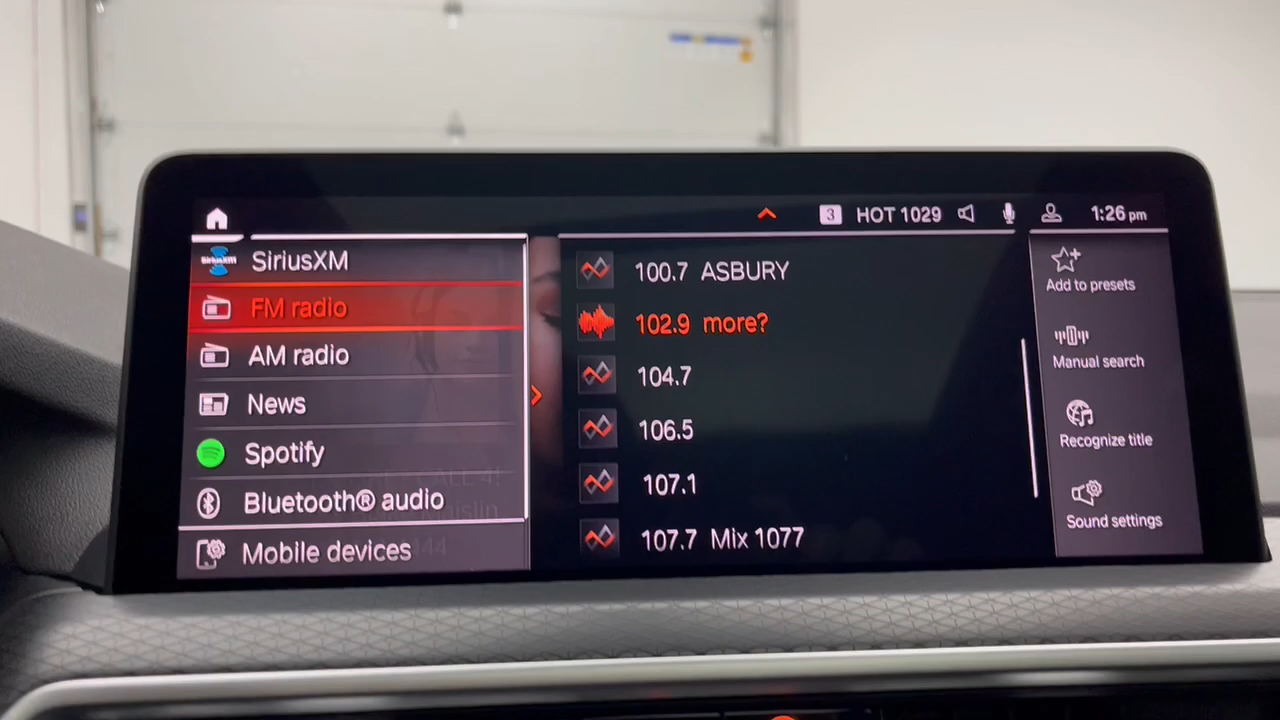 3 HOT 1029 1:26 pm
SiriusXM SiriusXM
FM radio
AM radio
News
Spotify
Bluetooth® audio
Mobile devices
100.7 ASBURY
102.9 more?
104.7
106.5
107.1
107.7 Mix 1077
Add to presets
Manual search
Recognize title
Sound settings